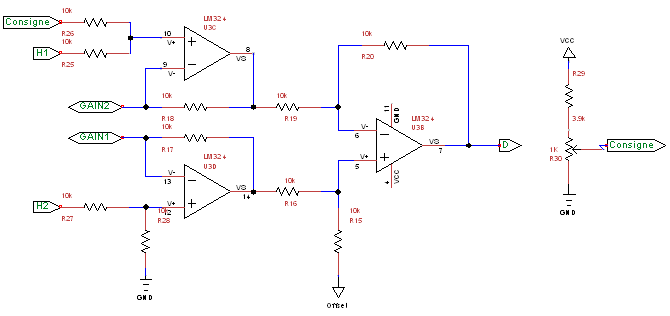 Consigne
10k
R26
10k
H1
R25
10
V+
9
V-
LM324
U3C
8
VS
10k
R20
VCC
R29
3.9k
1K
R30
Consigne
GND
GAIN2
10k
R18
10k
R19
11
GND
LM324
U3B
V-
6
V+
5
VS
7
D
4
VCC
GAIN1
10k
R17
LM324
U3D
V-
13
V+
12
VS
14
10k
R16
H2
10k
R27
10k
R28
GND
10k
R15
Offset